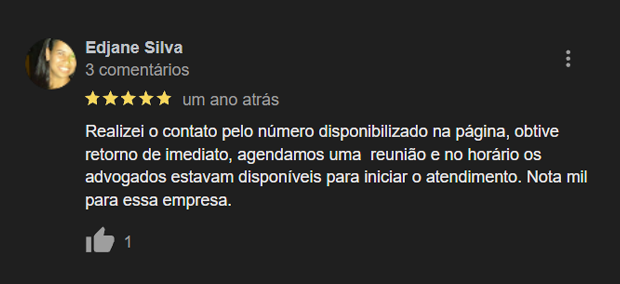 Edjane Silva
3 comentários
um ano atrás
Realizei o contato pelo número disponibilizado na página, obtive
retorno de imediato, agendamos uma  reunião e no horário os
advogados estavam disponíveis para iniciar o atendimento. Nota mil
para essa empresa.
1